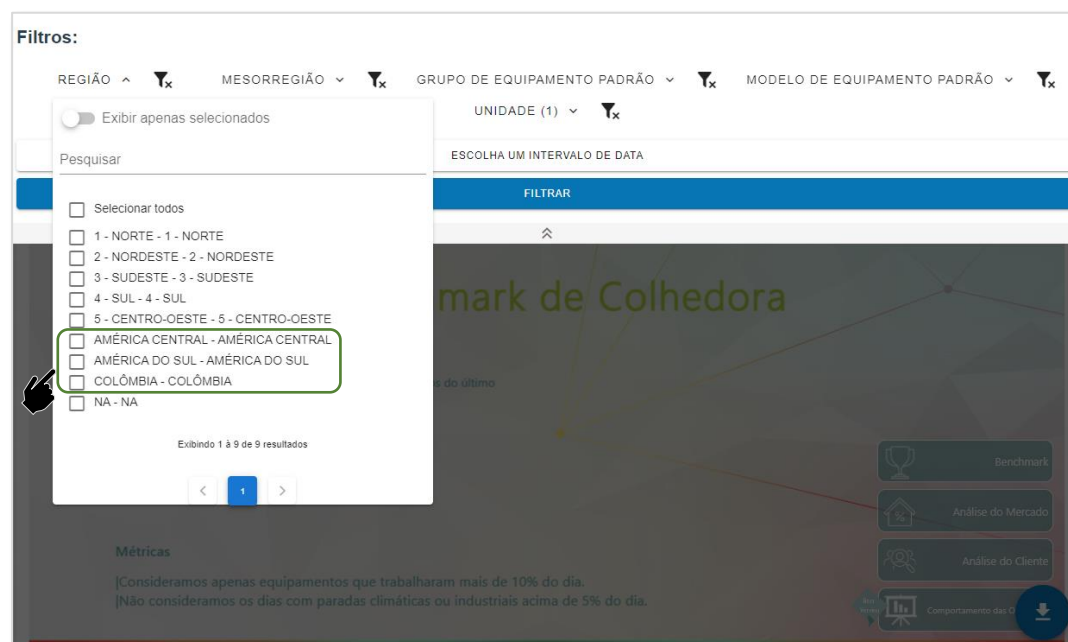 Filtros:
REGIÃO MESORREGIÃO GRUPO DE EQUIPAMENTO PADRÃO MODELO DE EQUIPAMENTO PADRÃO
UNIDADE (1)
Exibir apenas selecionados
Pesquisar
ESCOLHA UM INTERVALO DE DATA
FILTRAR
Selecionar todos
1 - NORTE - 1 - NORTE
2 - NORDESTE - 2 - NORDESTE
3 - SUDESTE - 3 - SUDESTE
4 - SUL - 4 - SUL
5 - CENTRO-OESTE - 5 - CENTRO-OESTE
AMÉRICA CENTRAL - AMÉRICA CENTRAL
AMÉRICA DO SUL - AMÉRICA DO SUL
COLÔMBIA - COLÔMBIA
NA - NA
Exibindo 1 à 9 de 9 resultados
1
mark de Colhedora
do último
Benchmark
Análise do Mercado
Análise do Cliente
Comportamento das
Métricas
|Consideramos apenas equipamentos que trabalharam mais de 10% do dia.
|Não consideramos os dias com paradas climáticas ou industriais acima de 5% do dia.